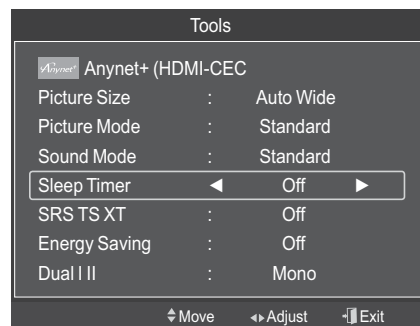 Tools
Anynet+ Anynet+ (HDMI-CEC
Picture Size : Auto Wide
Picture Mode : Standard
Sound Mode : Standard
Sleep Timer ◄ Off ►
SRS TS XT : Off
Energy Saving : Off
Dual I II : Mono
Move Adjust Exit